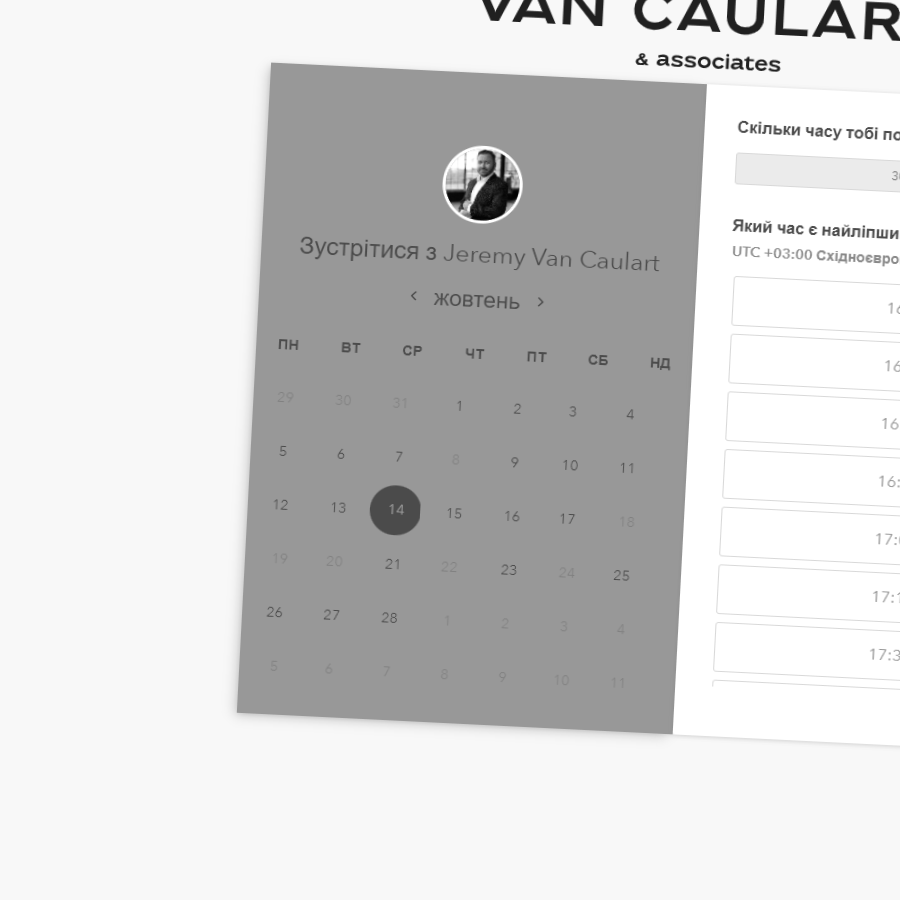 VAN CAULAR
& associates
Зустрітися з Jeremy Van Caulart
жовтень
ПН ВТ СР ЧТ ПТ СБ НД
29 30 31 1 2 3 4
5 6 7 8 9 10 11
12 13 14 15 16 17 18
19 20 21 22 23 24 25
26 27 28 1 2 3 4
5 6 7 8 9 10 11
Скільки часу тобі по
Який час є найліпши
UTC +03:00 Східноєвро
16
16
16
16:
17:
17:1
17:3